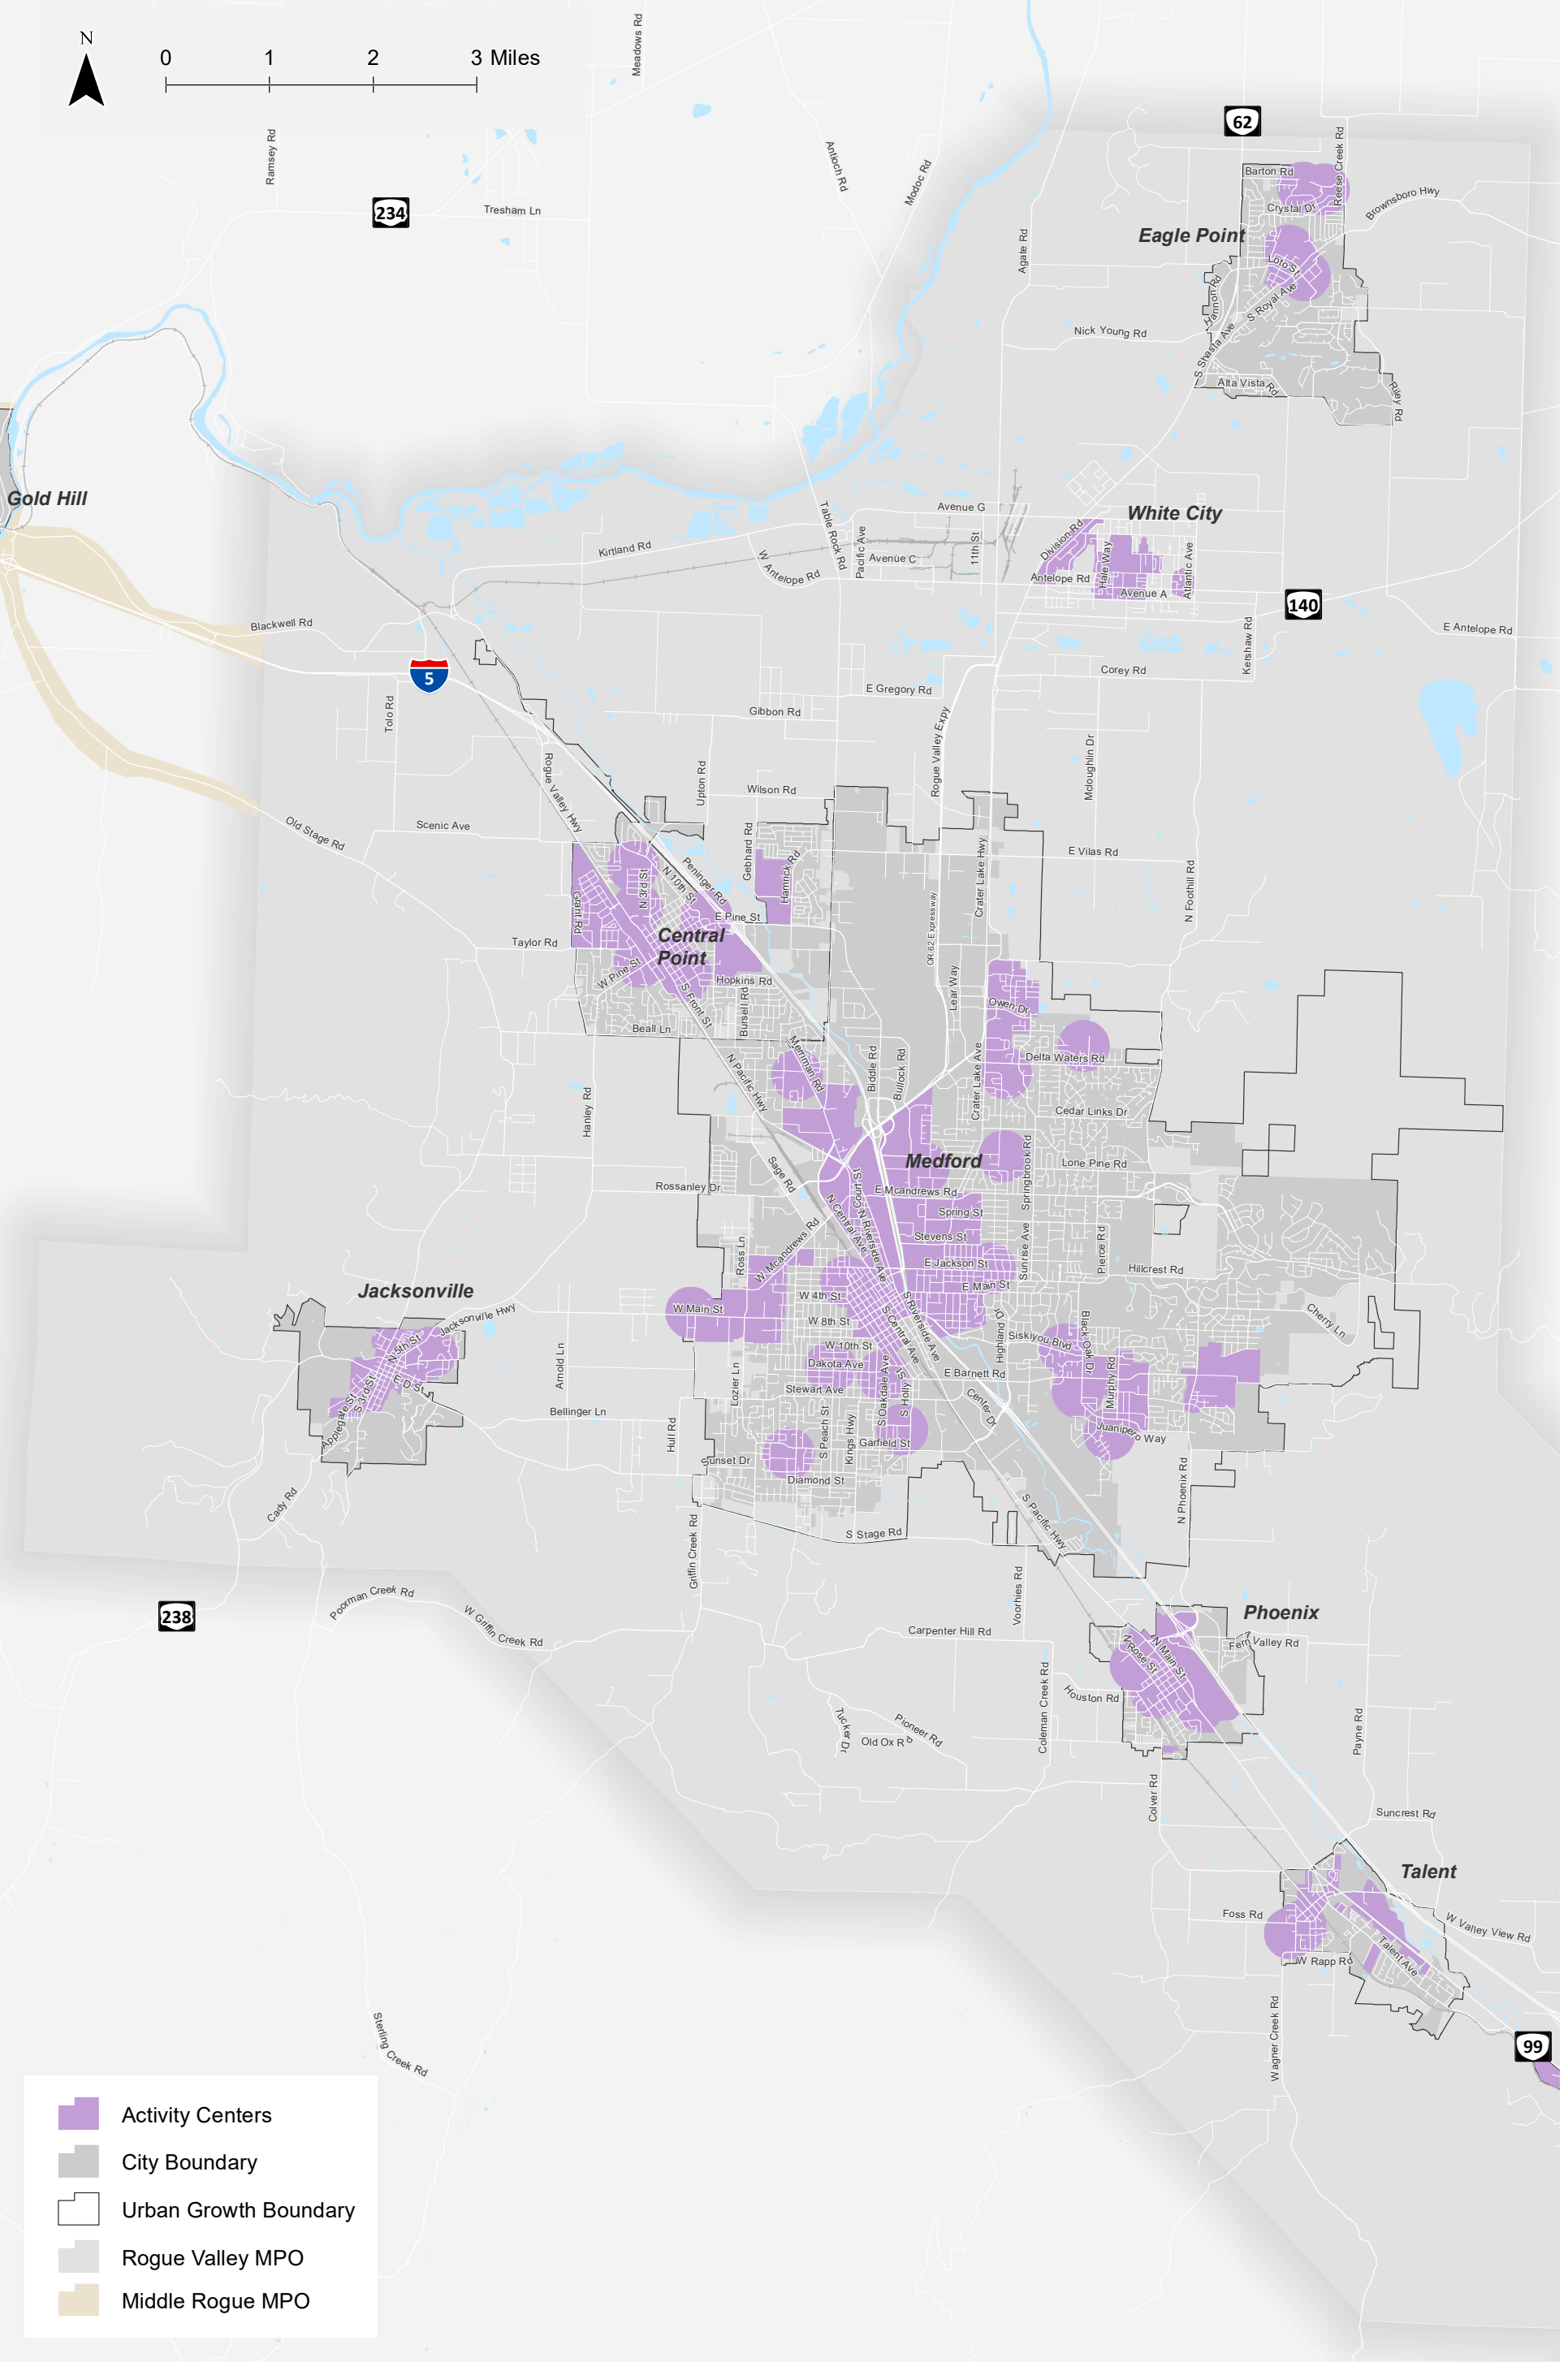 N
0 1 2 3 Miles
Meadows Rd
62
Ramsey Rd
Antioch Rd
Modoc Rd
Reese Creek Rd
Barton Rd
Brownsboro Hwy
234
Tresham Ln
Crystal Dr
Agate Rd
Eagle Point
Loto St
Hannon Rd
S Royal Ave
Nick Young Rd
S Shasta Ave
Alta Vista Rd
Riley Rd
Gold Hill
Avenue G
White City
Table Rock Rd
Pacific Ave
11th St
Division Rd
Kirtland Rd
Avenue C
Hale Way
Atlantic Ave
W Antelope Rd
Antelope Rd
Avenue A
140
Blackwell Rd
E Antelope Rd
Kershaw Rd
5
Corey Rd
E Gregory Rd
Tolo Rd
Gibbon Rd
Rogue Valley Expy
Mcloughlin Dr
Rogue Valley Hwy
Upton Rd
Wilson Rd
Old Stage Rd
Scenic Ave
Gebhard Rd
Crater Lake Hwy
E Vilas Rd
Peninger Rd
Hamrick Rd
N 10th St
N 3rd St
N Foothill Rd
Grant Rd
E Pine St
OR 62 Expressway
Central
Point
Taylor Rd
W Pine St
Hopkins Rd
Lear Way
S Front St
Bursell Rd
Owen Dr
Beall Ln
Merriman Rd
Delta Waters Rd
N Pacific Hwy
Biddle Rd
Bullock Rd
Crater Lake Ave
Hanley Rd
Cedar Links Dr
Medford
Springbrook Rd
Lone Pine Rd
Sage Rd
Court St
Rossanley Dr
E Mcandrews Rd
N Central Ave
N Riverside Ave
Spring St
W Mcandrews Rd
Ross Ln
Stevens St
Sunrise Ave
Pierce Rd
E Jackson St
Hillcrest Rd
E Main St
Jacksonville
W 4th St
Jacksonville Hwy
W Main St
S Riverside Ave
Cherry Ln
W 8th St
S Central Ave
Highland Dr
Siskiyou Blvd
Black Oak Dr
N 5th St
W 10th St
Arnold Ln
Dakota Ave
E Barnett Rd
E D St
S 3rd St
Lozier Ln
Stewart Ave
S Oakdale Ave
S Holly St
Murphy Rd
Center Dr
Applegate St
Bellinger Ln
Hull Rd
S Peach St
Kings Hwy
Garfield St
Juanipero Way
Sunset Dr
Diamond St
Cady Rd
N Phoenix Rd
S Pacific Hwy
S Stage Rd
Griffin Creek Rd
Voorhies Rd
238
Poorman Creek Rd
W Griffin Creek Rd
Phoenix
Carpenter Hill Rd
Fern Valley Rd
N Rose St
N Main St
Coleman Creek Rd
Houston Rd
Tucker Dr
Pioneer Rd
Old Ox Rd
Payne Rd
Colver Rd
Suncrest Rd
Talent
Foss Rd
W Valley View Rd
Talent Ave
W Rapp Rd
Wagner Creek Rd
Sterling Creek Rd
99
Activity Centers
City Boundary
Urban Growth Boundary
Rogue Valley MPO
Middle Rogue MPO